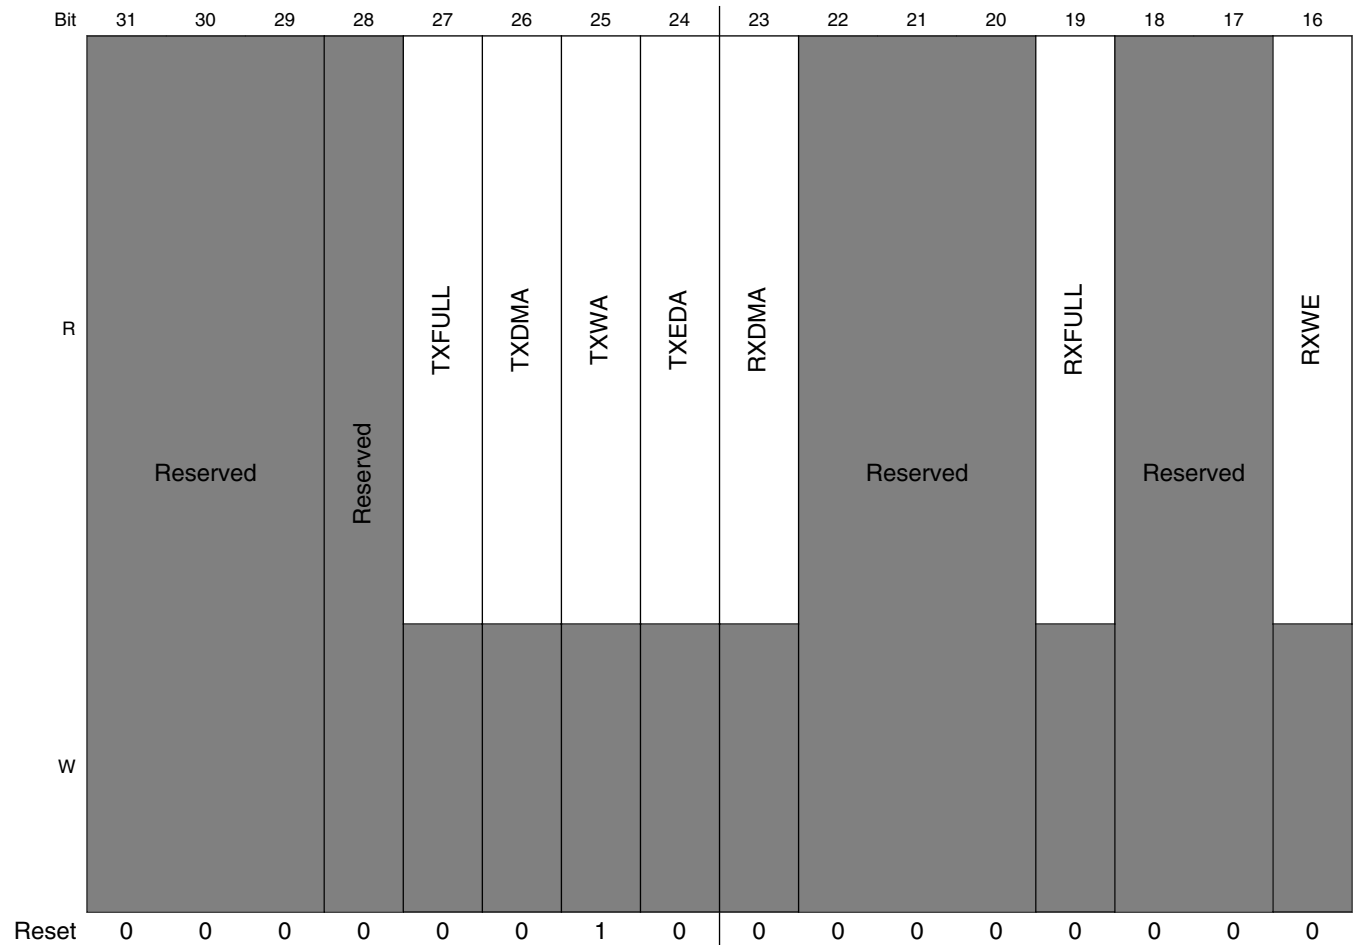 Bit 31 30 29 28 27 26 25 24 23 22 21 20 19 18 17 16
R
TXFULL
TXDMA
TXWA
TXEDA
RXDMA
RXFULL
RXWE
Reserved
Reserved
Reserved
Reserved
W
Reset 0 0 0 0 0 0 1 0 0 0 0 0 0 0 0 0